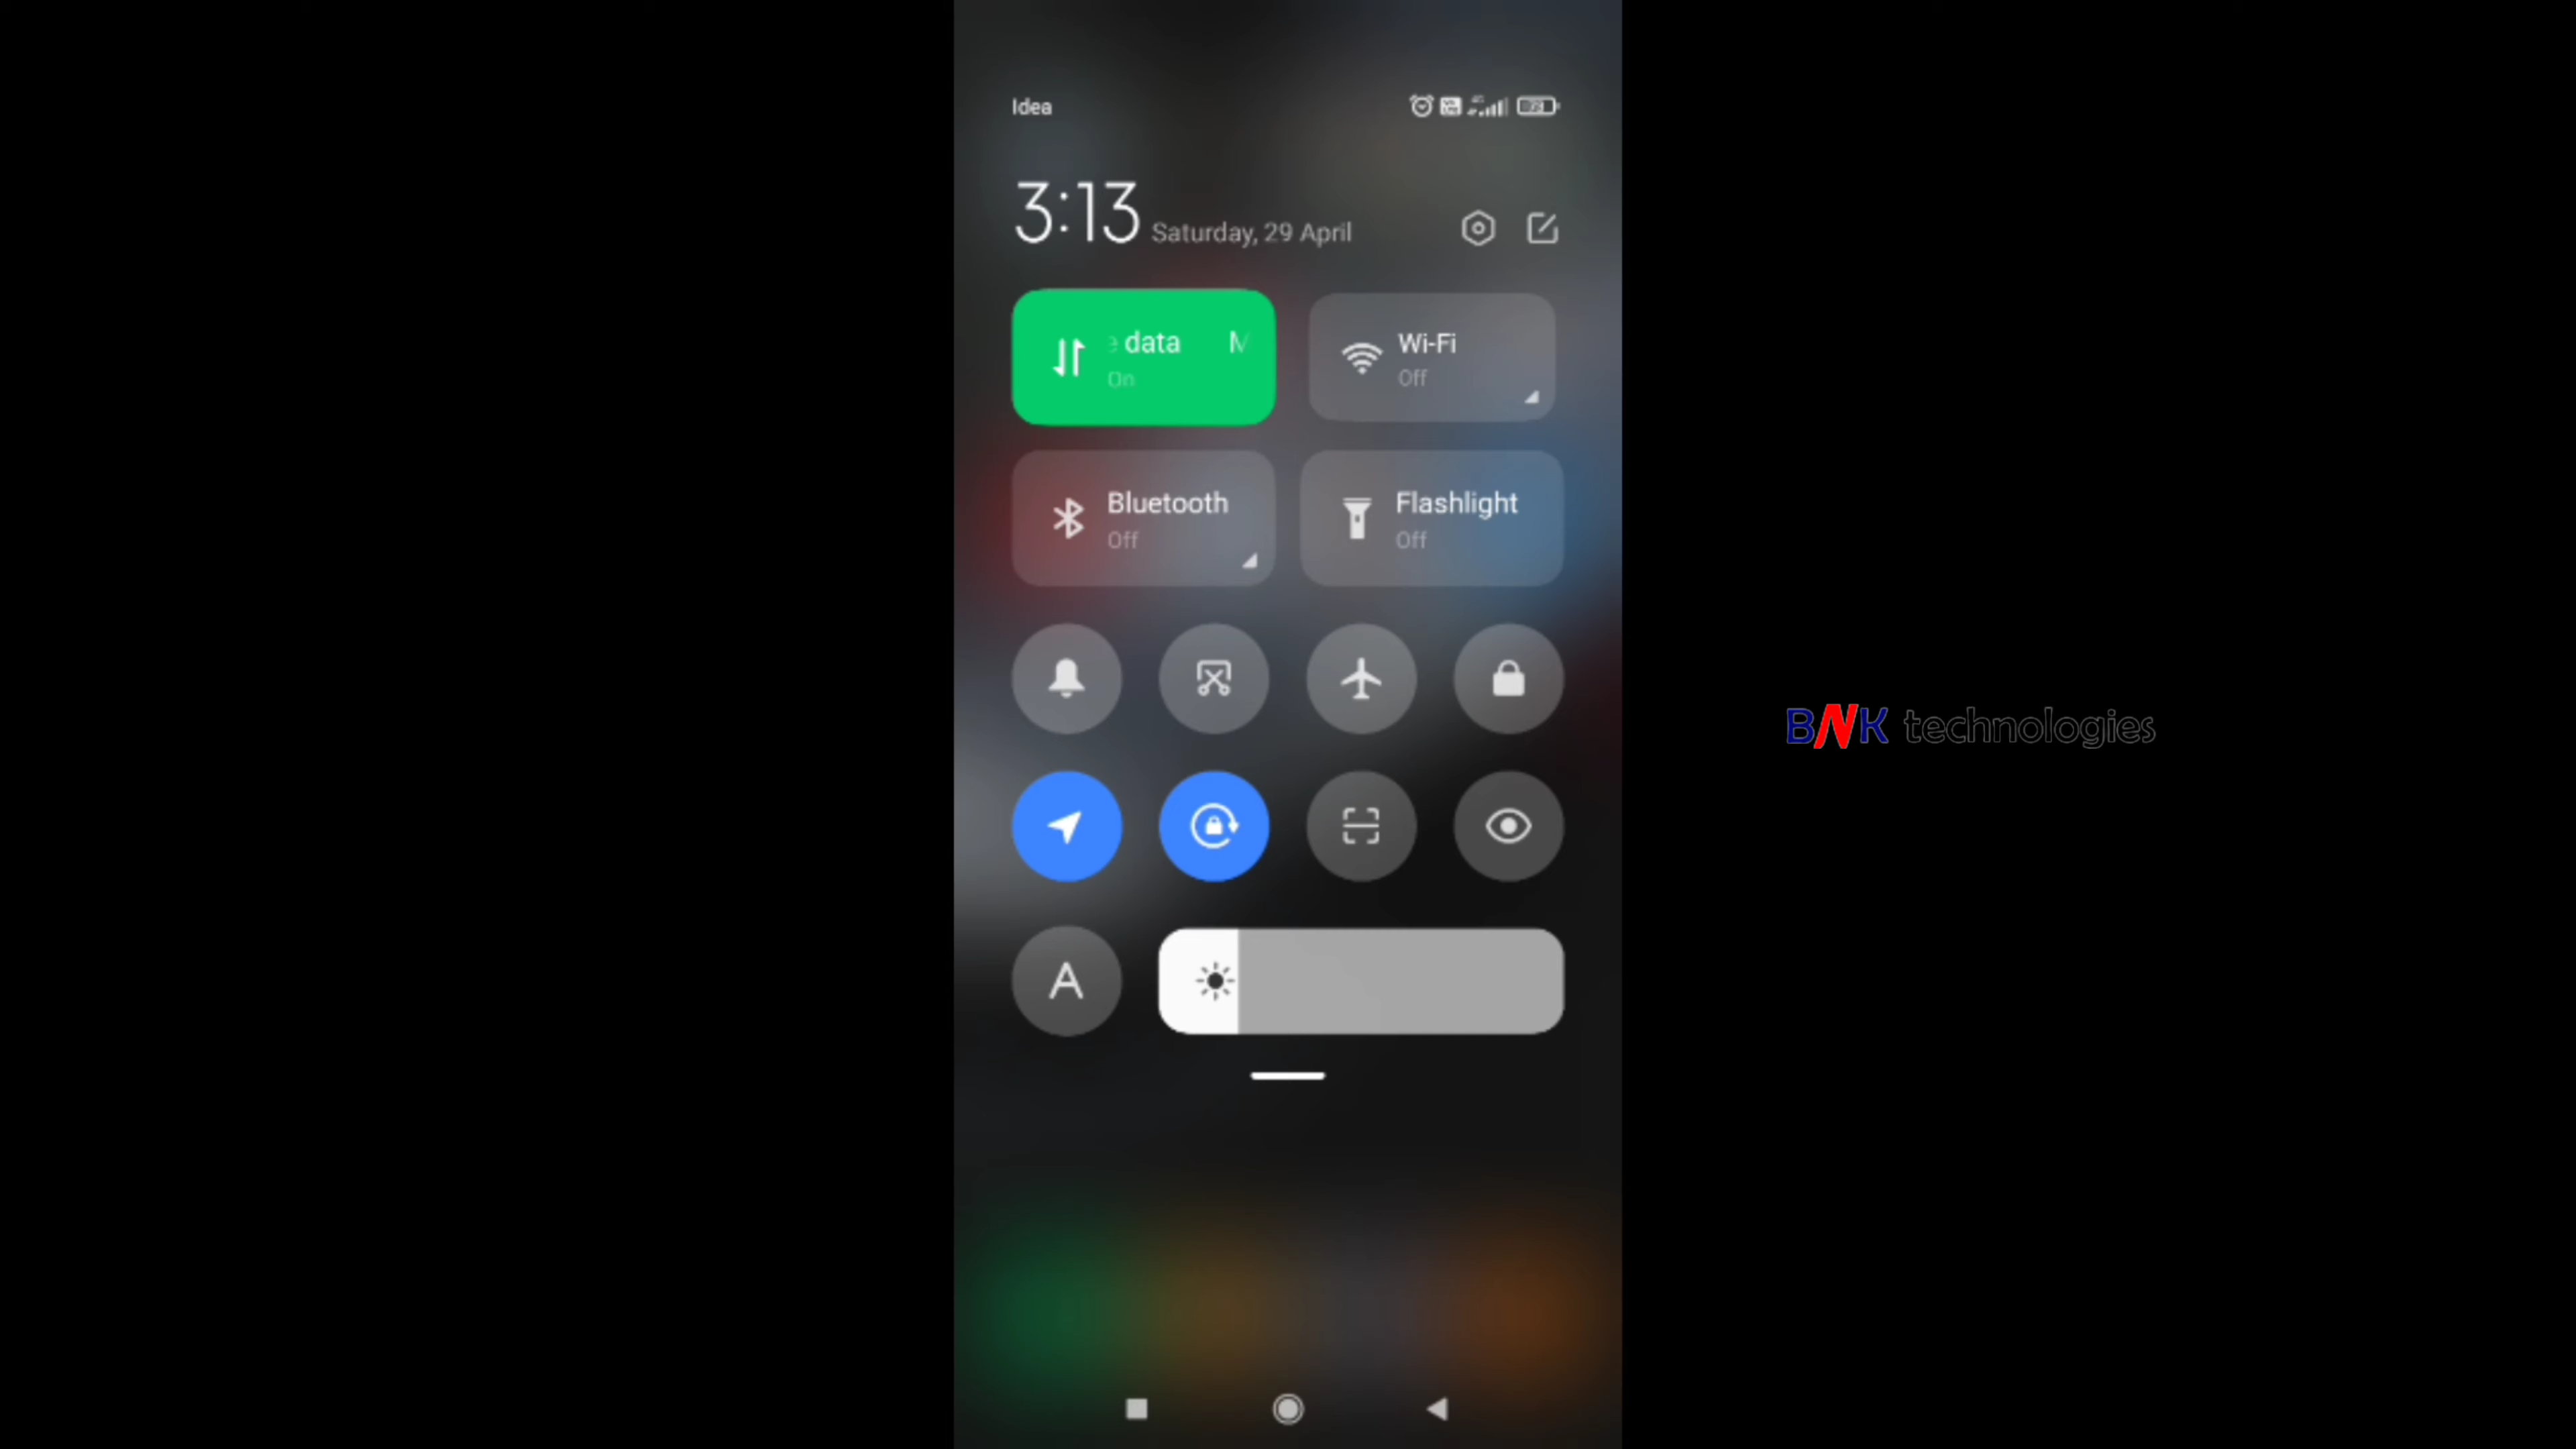 Idea
3:13 Saturday, 29 April
data M
On
Wi-Fi
Off
Bluetooth
Off
Flashlight
Off
A
BNK technologies